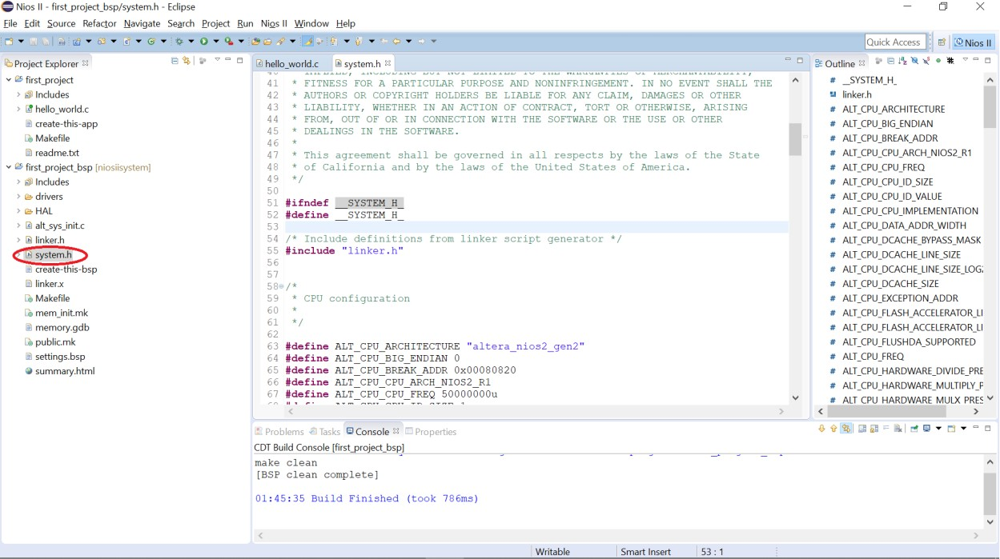 Nios II - first_project_bsp/system.h - Eclipse
File Edit Source Refactor Navigate Search Project Run Nios II Window Help
Quick Access
Nios II
Project Explorer
first_project
Includes
hello_world.c
create-this-app
Makefile
readme.txt
first_project_bsp [niosiisystem]
Includes
drivers
HAL
alt_sys_init.c
linker.h
system.h
create-this-bsp
linker.x
Makefile
mem_init.mk
memory.gdb
public.mk
settings.bsp
summary.html
hello_world.c
system.h
40 * IMPLIED, INCLUDING BUT NOT LIMITED TO THE WARRANTIES OF MERCHANTABILITY,
41 * FITNESS FOR A PARTICULAR PURPOSE AND NONINFRINGEMENT. IN NO EVENT SHALL THE
42 * AUTHORS OR COPYRIGHT HOLDERS BE LIABLE FOR ANY CLAIM, DAMAGES OR OTHER
43 * LIABILITY, WHETHER IN AN ACTION OF CONTRACT, TORT OR OTHERWISE, ARISING
44 * FROM, OUT OF OR IN CONNECTION WITH THE SOFTWARE OR THE USE OR OTHER
45 * DEALINGS IN THE SOFTWARE.
46 *
47 * This agreement shall be governed in all respects by the laws of the State
48 * of California and by the laws of the United States of America.
49 */
50
51 #ifndef __SYSTEM_H_
52 #define __SYSTEM_H_
53
54 /* Include definitions from linker script generator */
55 #include "linker.h"
56
57
58 /*
59 * CPU configuration
60 *
61 */
62
63 #define ALT_CPU_ARCHITECTURE "altera_nios2_gen2"
64 #define ALT_CPU_BIG_ENDIAN 0
65 #define ALT_CPU_BREAK_ADDR 0x00080820
66 #define ALT_CPU_CPU_ARCH_NIOS2_R1
67 #define ALT_CPU_CPU_FREQ 50000000u
Outline
__SYSTEM_H_
linker.h
ALT_CPU_ARCHITECTURE
ALT_CPU_BIG_ENDIAN
ALT_CPU_BREAK_ADDR
ALT_CPU_CPU_ARCH_NIOS2_R1
ALT_CPU_CPU_FREQ
ALT_CPU_CPU_ID_SIZE
ALT_CPU_CPU_ID_VALUE
ALT_CPU_CPU_IMPLEMENTATION
ALT_CPU_DATA_ADDR_WIDTH
ALT_CPU_DCACHE_BYPASS_MASK
ALT_CPU_DCACHE_LINE_SIZE
ALT_CPU_DCACHE_LINE_SIZE_LOG2
ALT_CPU_DCACHE_SIZE
ALT_CPU_EXCEPTION_ADDR
ALT_CPU_FLASH_ACCELERATOR_LI
ALT_CPU_FLASH_ACCELERATOR_LI
ALT_CPU_FLUSHDA_SUPPORTED
ALT_CPU_FREQ
ALT_CPU_HARDWARE_DIVIDE_PRE
ALT_CPU_HARDWARE_MULTIPLY_P
ALT_CPU_HARDWARE_MULX_PRES
Problems Tasks Console Properties
CDT Build Console [first_project_bsp]
make clean
[BSP clean complete]
01:45:35 Build Finished (took 786ms)
Writable
Smart Insert
53 : 1